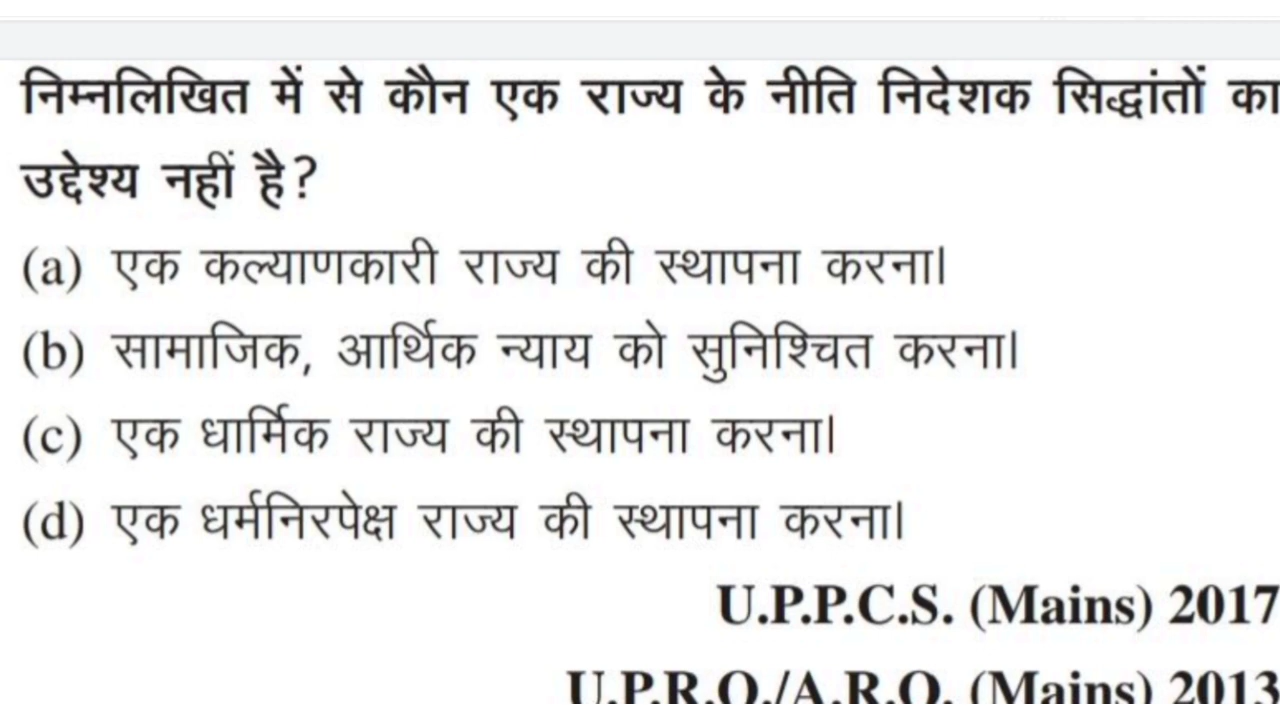 निम्नलिखित में से कौन एक राज्य के नीति निदेशक सिद्धांतों का
उद्देश्य नहीं है?
(a) एक कल्याणकारी राज्य की स्थापना करना।
(b) सामाजिक, आर्थिक न्याय को सुनिश्चित करना।
(c) एक धार्मिक राज्य की स्थापना करना।
(d) एक धर्मनिरपेक्ष राज्य की स्थापना करना।
U.P.P.C.S. (Mains) 2017
U.P.R.O./A.R.O. (Mains) 2013